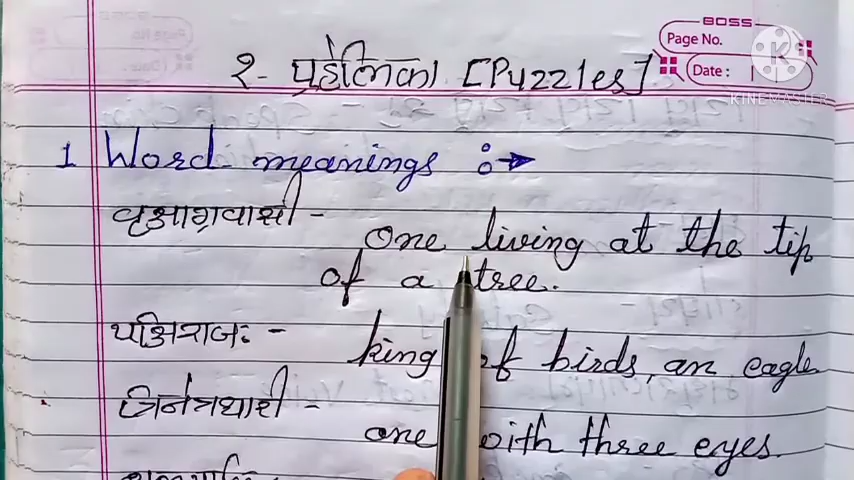 BOSS
Page No.
Date :
KINEMASTER
२- प्रहेलिका [Puzzles]
1 Word meanings :→
वृक्षाग्रवासी - One living at the tip
of a tree.
पक्षिराजः - king of birds, an eagle
त्रिनेत्रधारी - one with three eyes.